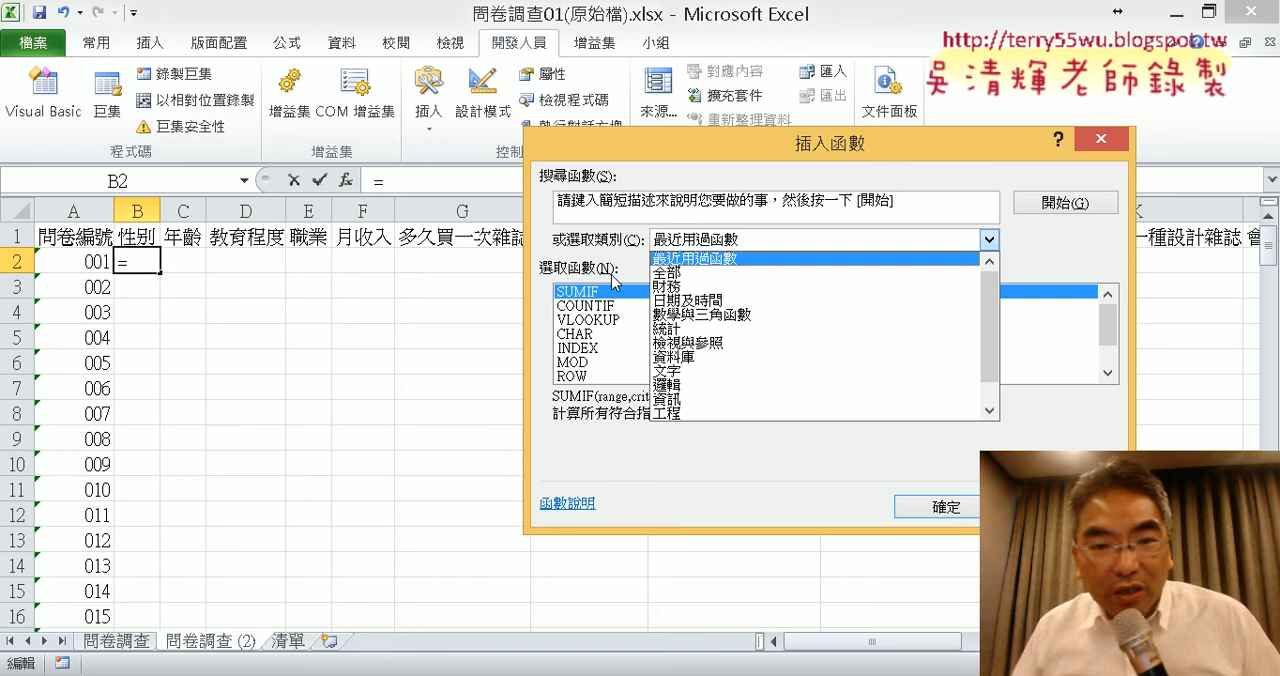 問卷調查01(原始檔).xlsx - Microsoft Excel
檔案 常用 插入 版面配置 公式 資料 校閱 檢視 開發人員 增益集 小組
http://terry55wu.blogspot.tw
吳清輝老師錄製
Visual Basic 巨集 錄製巨集 以相對位置錄製 巨集安全性 程式碼
增益集 COM 增益集 增益集
插入 設計模式 屬性 檢視程式碼 執行對話方塊 控制
來源... 對應內容 擴充套件 重新整理資料 匯入 匯出 文件面板
插入函數
搜尋函數(S):
請鍵入簡短描述來說明您要做的事，然後按一下 [開始]
開始(G)
或選取類別(C): 最近用過函數
最近用過函數
全部
財務
日期及時間
數學與三角函數
統計
檢視與參照
資料庫
文字
邏輯
資訊
工程
選取函數(N):
SUMIF
COUNTIF
VLOOKUP
CHAR
INDEX
MOD
ROW
SUMIF(range,crit
計算所有符合指
函數說明
確定
B2 =
A B C D E F G K
1 問卷編號 性別 年齡 教育程度 職業 月收入 多久買一次雜誌 一種設計雜誌 會
2 001 =
3 002
4 003
5 004
6 005
7 006
8 007
9 008
10 009
11 010
12 011
13 012
14 013
15 014
16 015
問卷調查 問卷調查 (2) 清單
編輯